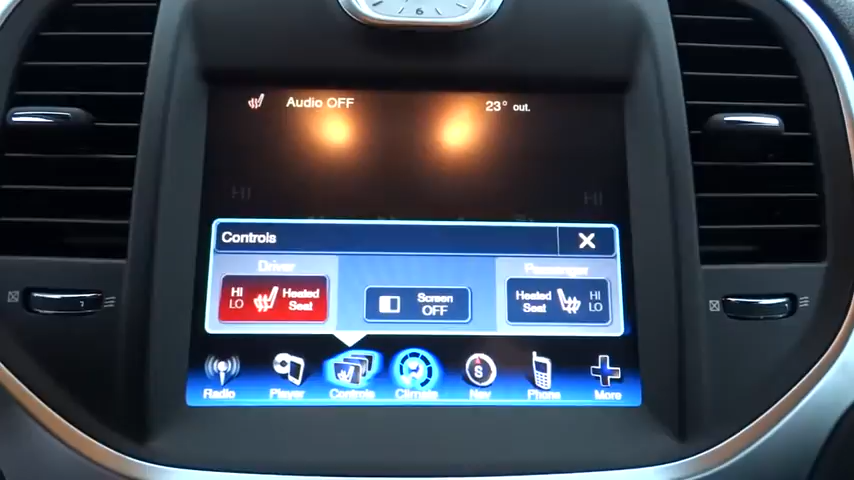 6
Audio OFF 23° out.
HI HI
Controls
Driver Passenger
HI LO Heated Seat
Screen OFF
Heated Seat HI LO
Radio Player Controls Climate Nav Phone More
S